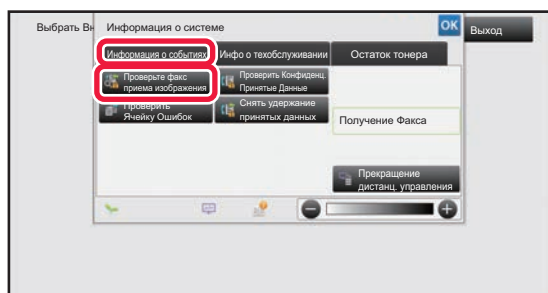 Выбрать
Информация о системе
OK
Выход
Информация о событиях
Инфо о техобслуживании
Остаток тонера
Проверьте факс
приема изображения
Проверить Конфиденц.
Принятые Данные
Проверить
Ячейку Ошибок
Снять удержание
принятых данных
Получение Факса
Прекращение
дистанц. управления